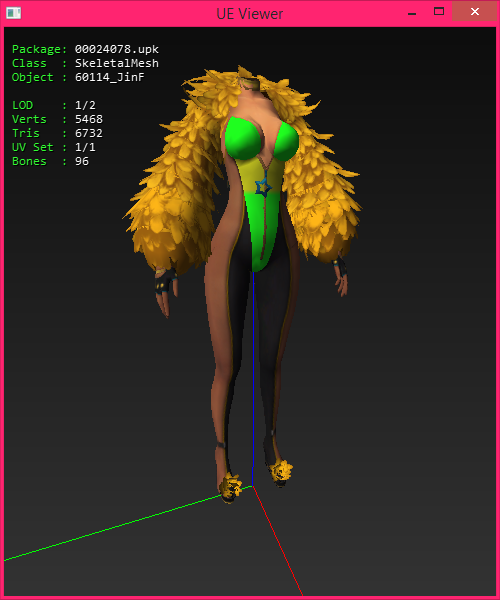 UE Viewer
Package: 00024078.upk
Class  : SkeletalMesh
Object : 60114_JinF
LOD    : 1/2
Verts  : 5468
Tris   : 6732
UV Set : 1/1
Bones  : 96